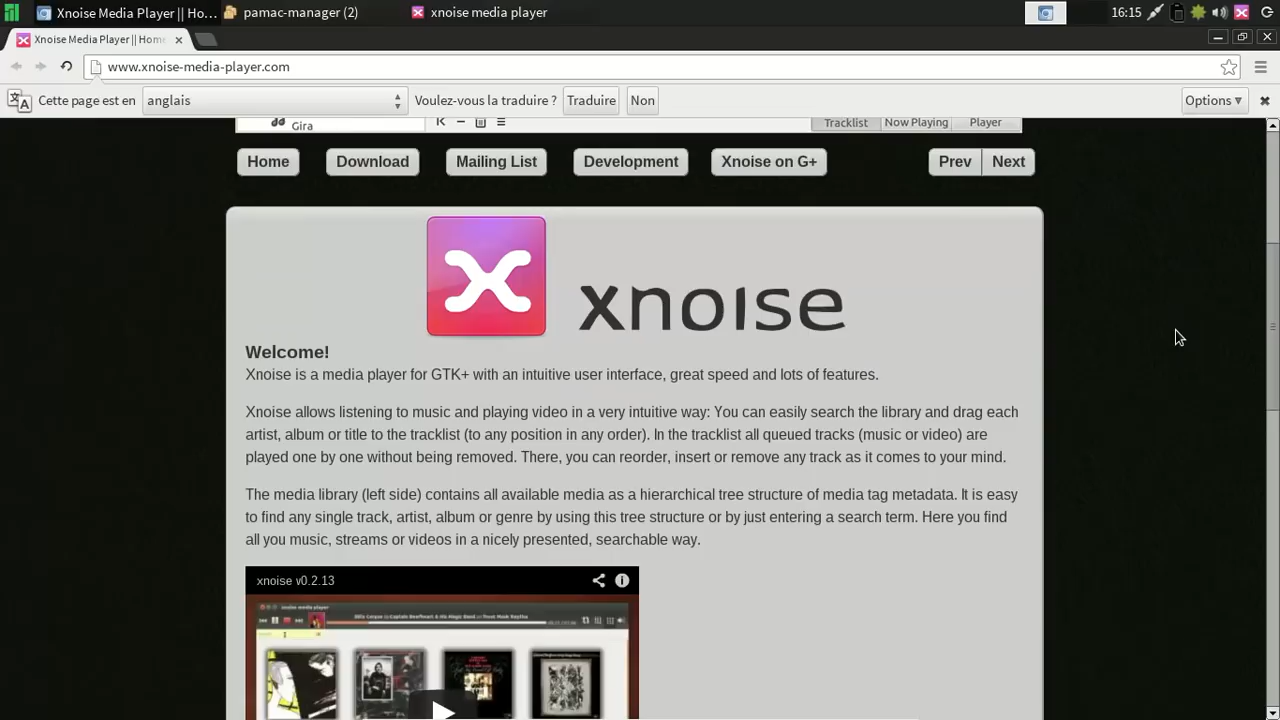 Xnoise Media Player || Ho...
pamac-manager (2)
xnoise media player
16:15
Xnoise Media Player || Hom
www.xnoise-media-player.com
Cette page est en
anglais
Voulez-vous la traduire ?
Traduire
Non
Options
Gira
Tracklist
Now Playing
Player
Home
Download
Mailing List
Development
Xnoise on G+
Prev
Next
xnoise
Welcome!
Xnoise is a media player for GTK+ with an intuitive user interface, great speed and lots of features.
Xnoise allows listening to music and playing video in a very intuitive way: You can easily search the library and drag each
artist, album or title to the tracklist (to any position in any order). In the tracklist all queued tracks (music or video) are
played one by one without being removed. There, you can reorder, insert or remove any track as it comes to your mind.
The media library (left side) contains all available media as a hierarchical tree structure of media tag metadata. It is easy
to find any single track, artist, album or genre by using this tree structure or by just entering a search term. Here you find
all you music, streams or videos in a nicely presented, searchable way.
xnoise v0.2.13
xnoise media player